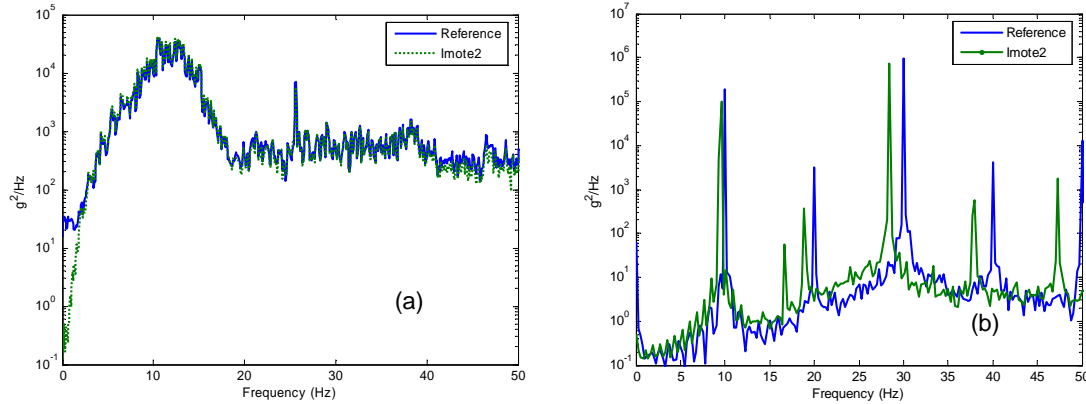 10^5
10^4
10^3
10^2
10^1
10^0
10^-1
g^2/Hz
Reference
Imote2
(a)
0 10 20 30 40 50
Frequency (Hz)
10^7
10^6
10^5
10^4
10^3
10^2
10^1
10^0
10^-1
g^2/Hz
Reference
Imote2
(b)
0 5 10 15 20 25 30 35 40 45 50
Frequency (Hz)